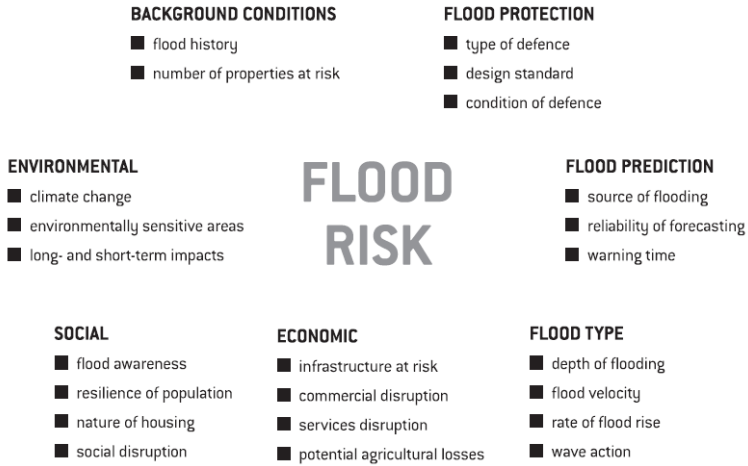 BACKGROUND CONDITIONS
flood history
number of properties at risk
FLOOD PROTECTION
type of defence
design standard
condition of defence
ENVIRONMENTAL
climate change
environmentally sensitive areas
long- and short-term impacts
FLOOD
RISK
FLOOD PREDICTION
source of flooding
reliability of forecasting
warning time
SOCIAL
flood awareness
resilience of population
nature of housing
social disruption
ECONOMIC
infrastructure at risk
commercial disruption
services disruption
potential agricultural losses
FLOOD TYPE
depth of flooding
flood velocity
rate of flood rise
wave action